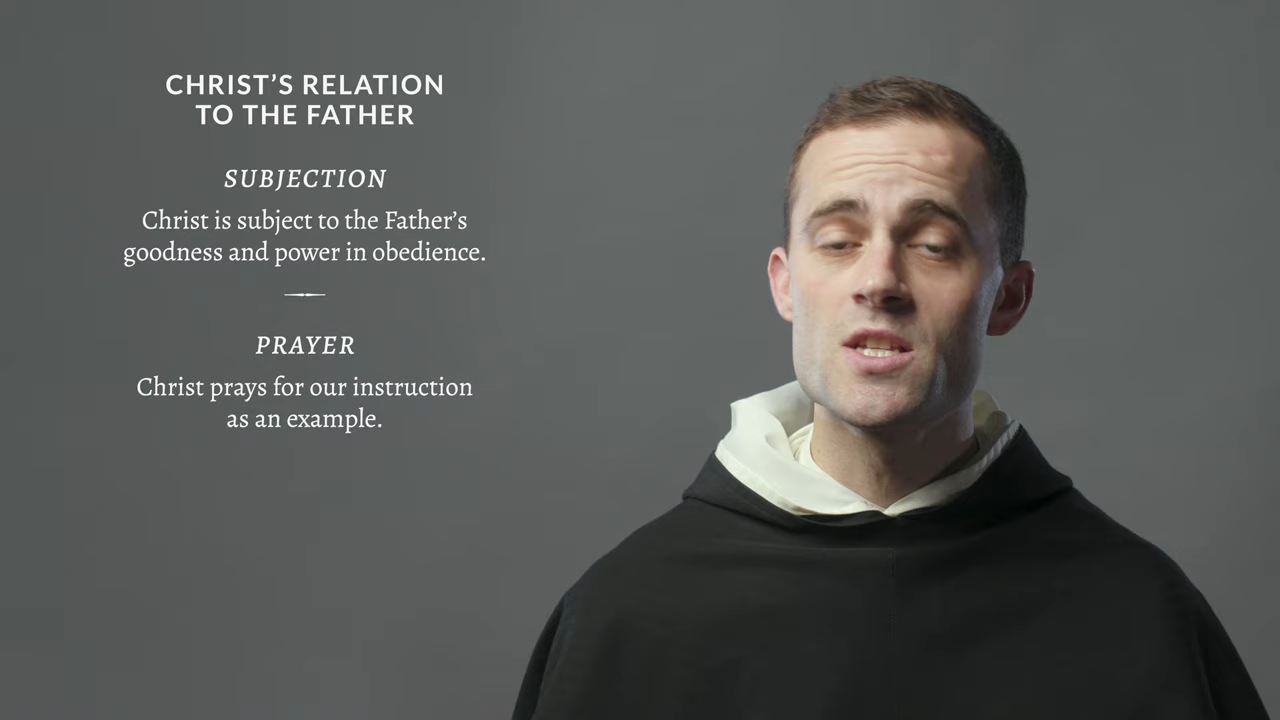 CHRIST’S RELATION
TO THE FATHER
SUBJECTION
Christ is subject to the Father’s
goodness and power in obedience.
PRAYER
Christ prays for our instruction
as an example.